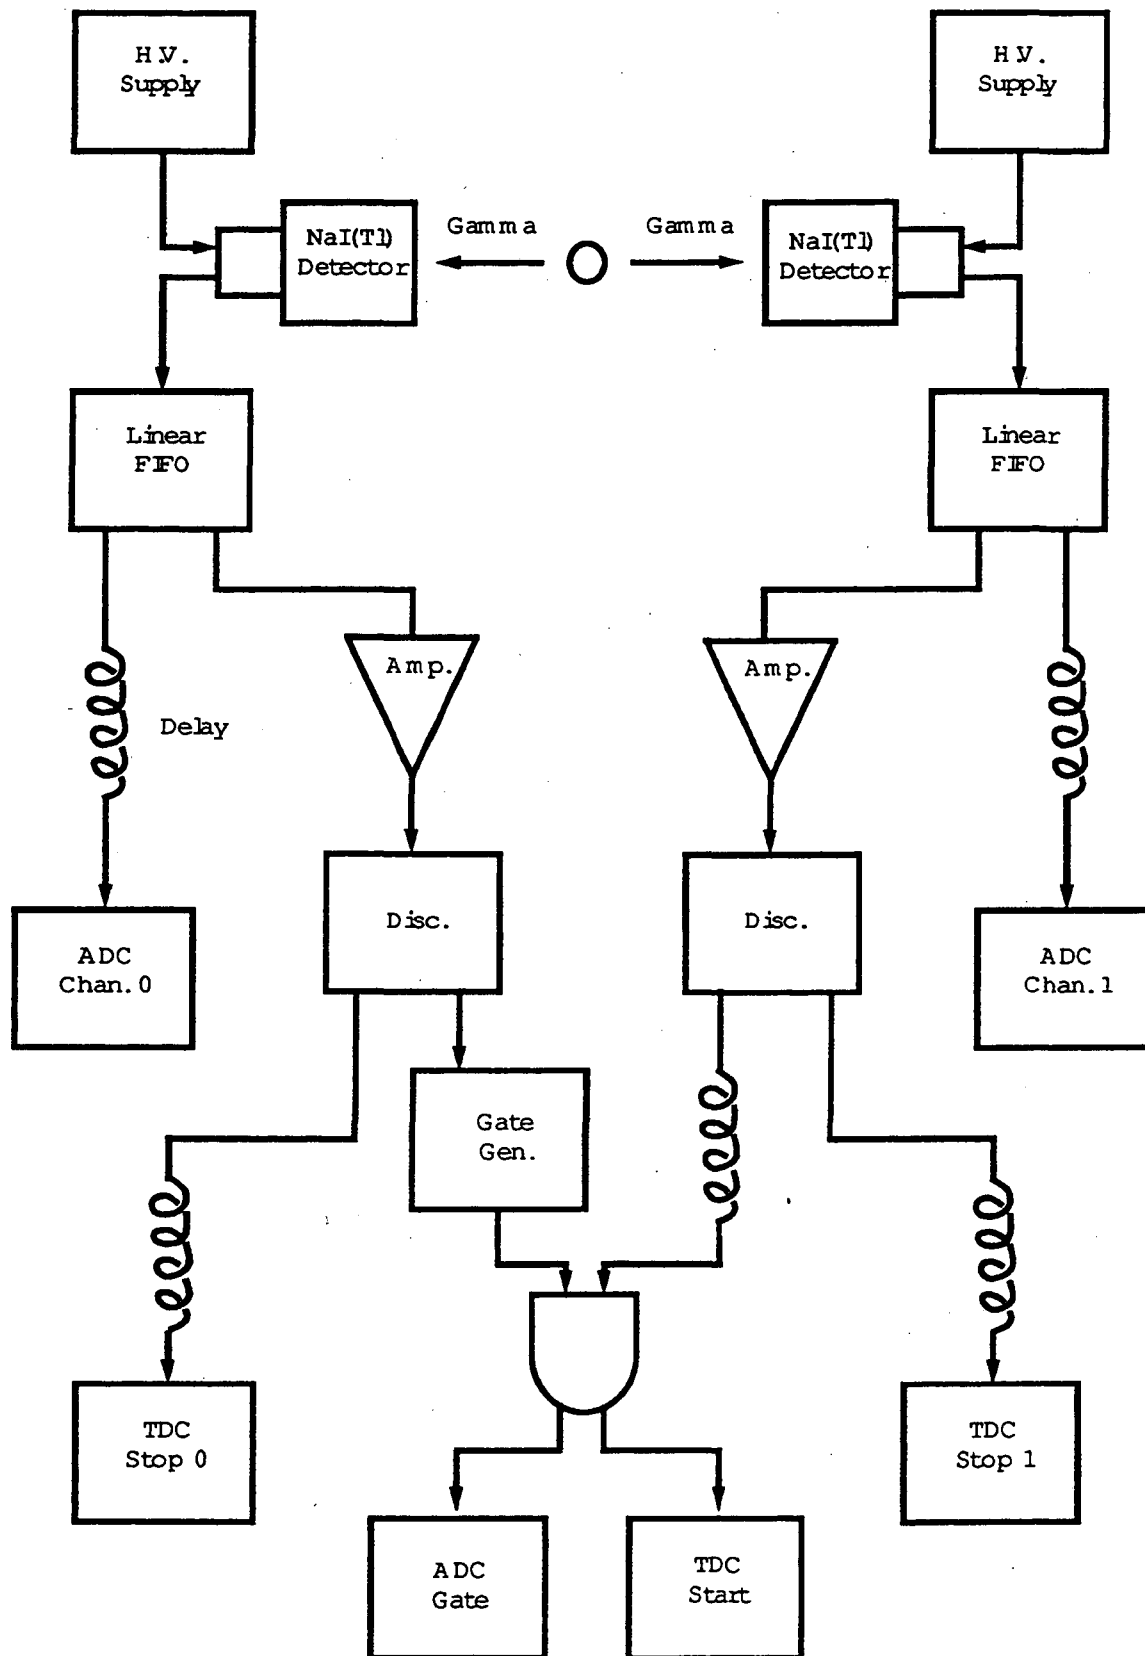 H.V.
Supply
H.V.
Supply
NaI(Tl)
Detector
Gamma
Gamma
NaI(Tl)
Detector
Linear
FIFO
Linear
FIFO
Amp.
Amp.
Delay
Disc.
Disc.
ADC
Chan. 0
ADC
Chan. 1
Gate
Gen.
TDC
Stop 0
TDC
Stop 1
ADC
Gate
TDC
Start